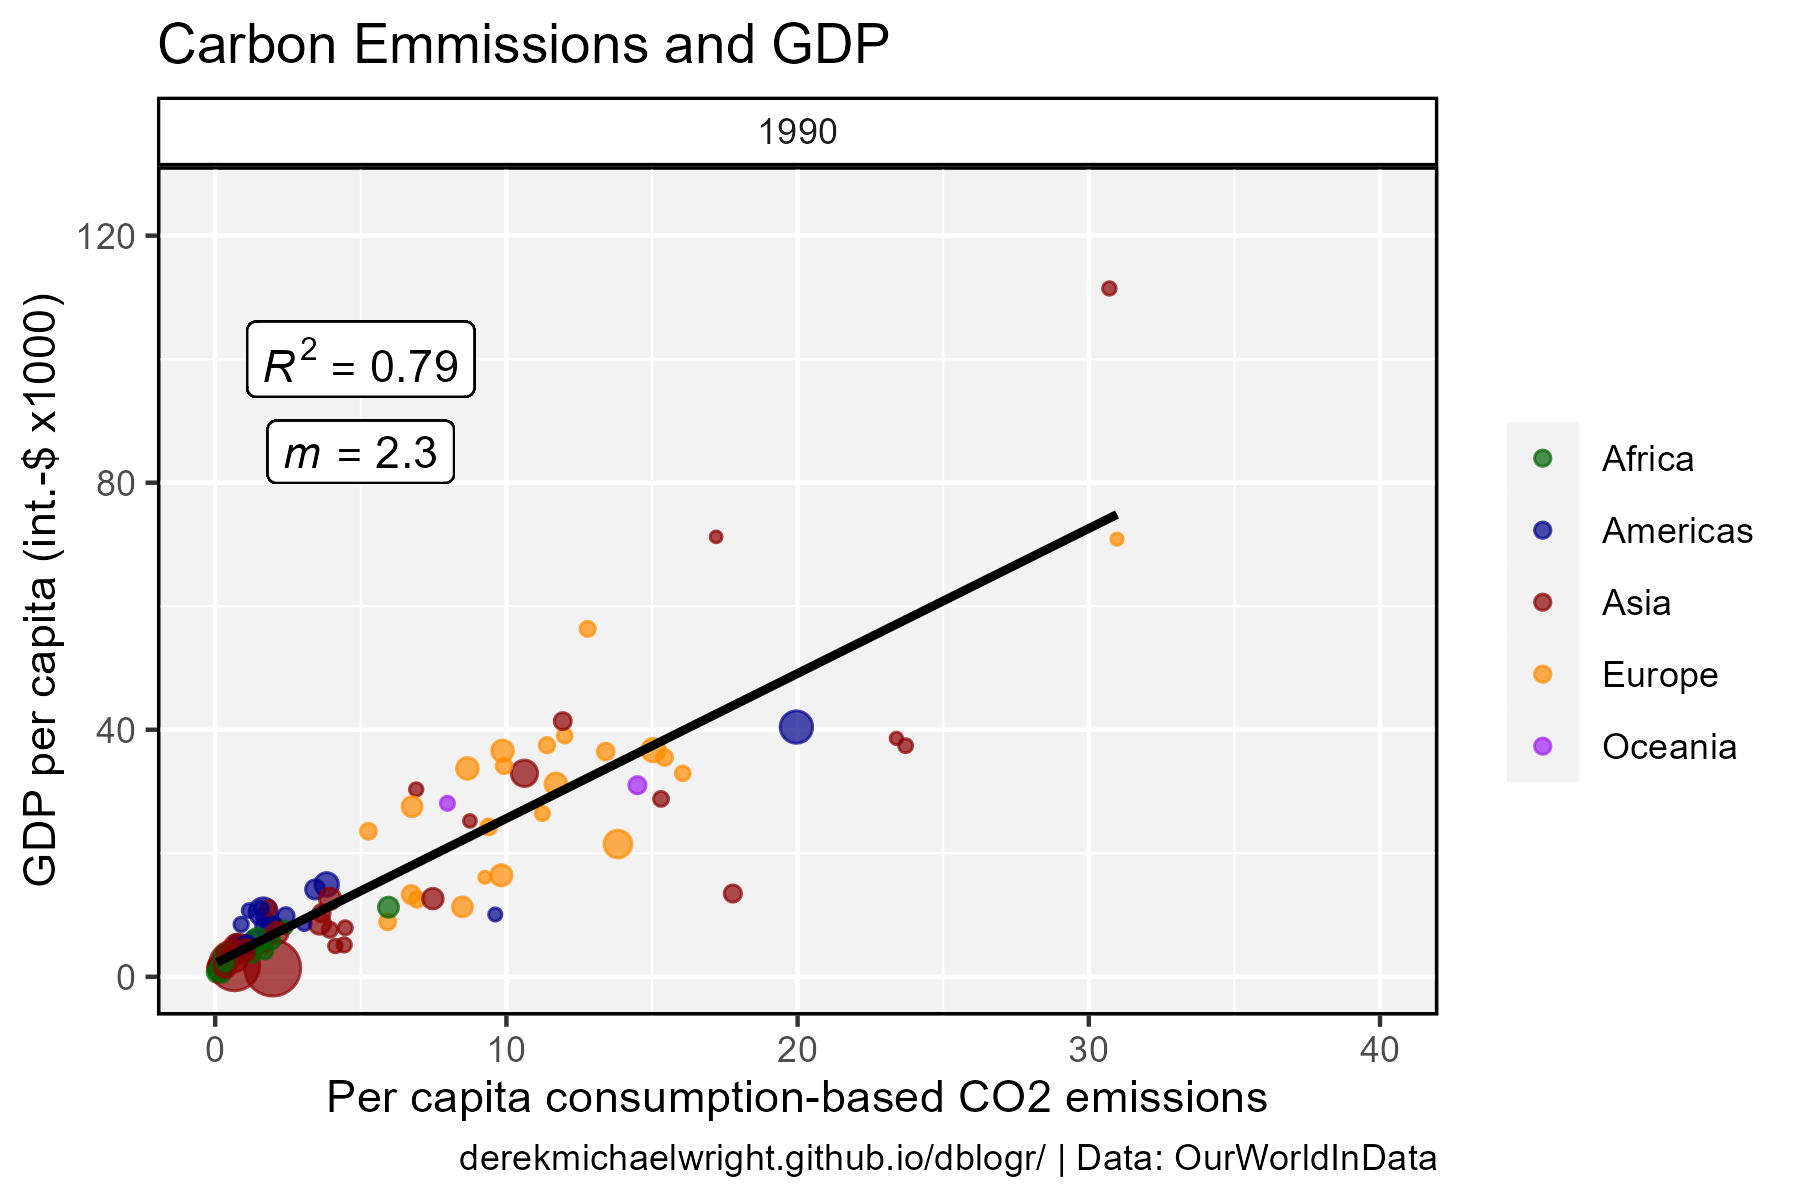 Carbon Emmissions and GDP
1990
GDP per capita (int.-$ x1000)
120
80
40
0
R² = 0.79
m = 2.3
0 10 20 30 40
Per capita consumption-based CO2 emissions
Africa
Americas
Asia
Europe
Oceania
derekmichaelwright.github.io/dblogr/ | Data: OurWorldInData